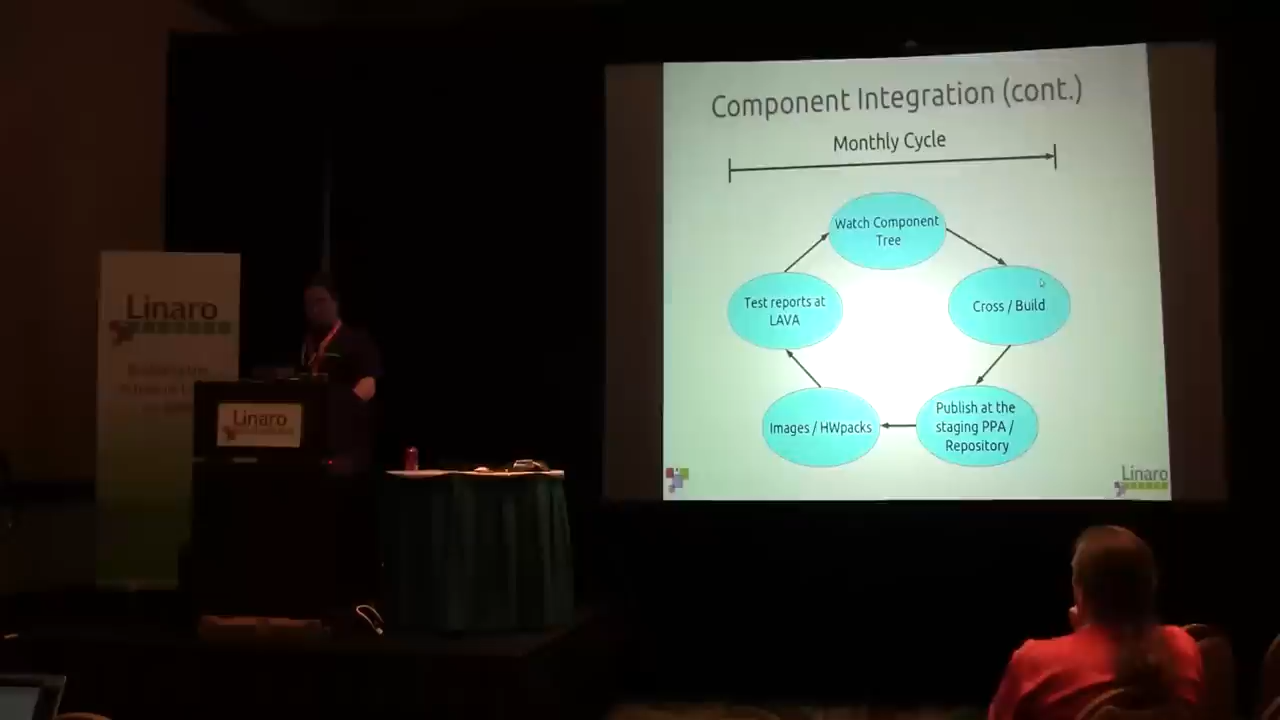 Component Integration (cont.)
Monthly Cycle
Watch Component
Tree
Test reports at
LAVA
Cross / Build
Images / HWpacks
Publish at the
staging PPA /
Repository
Linaro
Linaro
Linaro